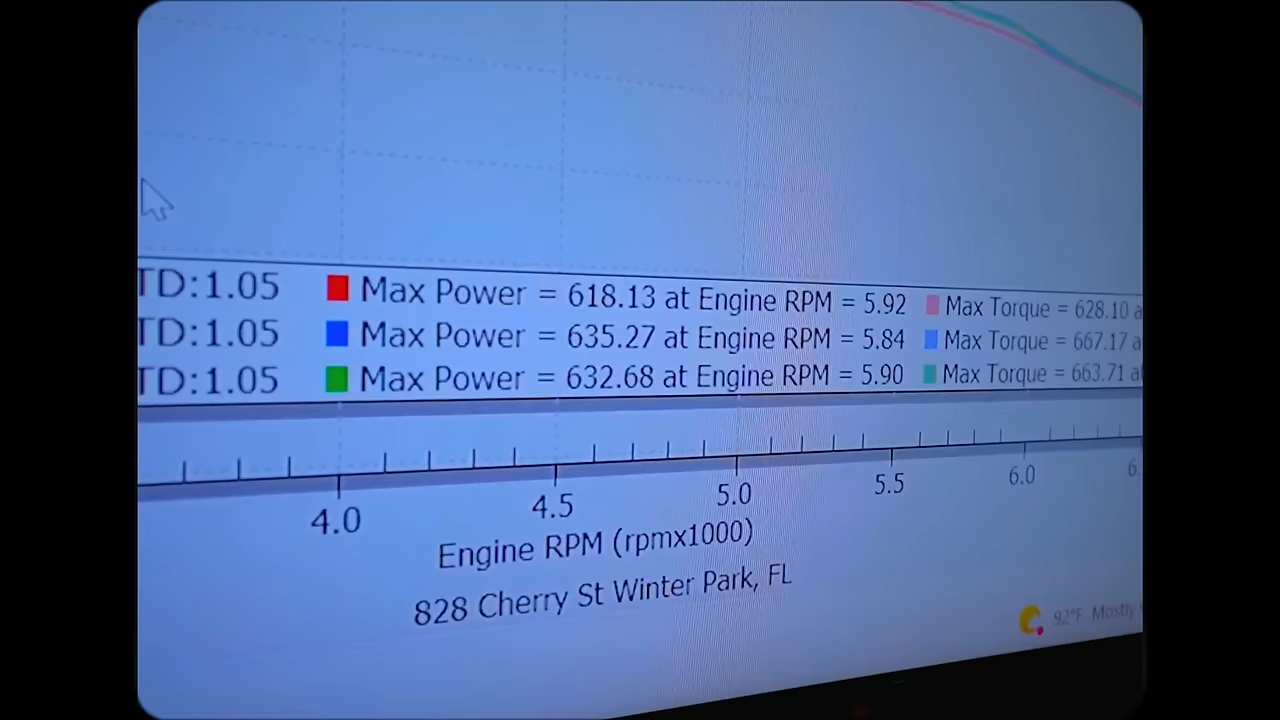 TD:1.05 Max Power = 618.13 at Engine RPM = 5.92 Max Torque = 628.10
TD:1.05 Max Power = 635.27 at Engine RPM = 5.84 Max Torque = 667.17 a
TD:1.05 Max Power = 632.68 at Engine RPM = 5.90 Max Torque = 663.71 a
4.0 4.5 5.0 5.5 6.0 6.
Engine RPM (rpmx1000)
828 Cherry St Winter Park, FL
92°F Mostly